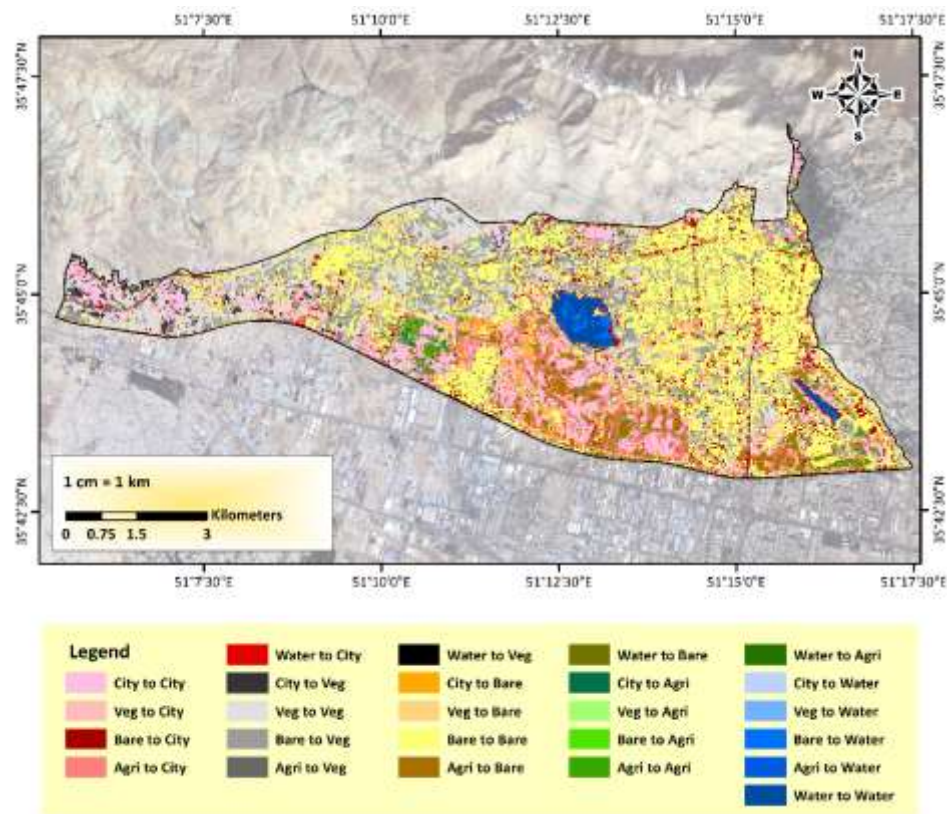 51°7'30"E 51°10'0"E 51°12'30"E 51°15'0"E 51°17'30"E
35°47'30"N
35°47'30"N
N
W E
S
35°45'0"N
35°45'0"N
1 cm = 1 km
Kilometers
0 0.75 1.5 3
35°42'30"N
35°42'30"N
51°7'30"E 51°10'0"E 51°12'30"E 51°15'0"E 51°17'30"E
Legend
Water to City
Water to Veg
Water to Bare
Water to Agri
City to City
City to Veg
City to Bare
City to Agri
City to Water
Veg to City
Veg to Veg
Veg to Bare
Veg to Agri
Veg to Water
Bare to City
Bare to Veg
Bare to Bare
Bare to Agri
Bare to Water
Agri to City
Agri to Veg
Agri to Bare
Agri to Agri
Agri to Water
Water to Water